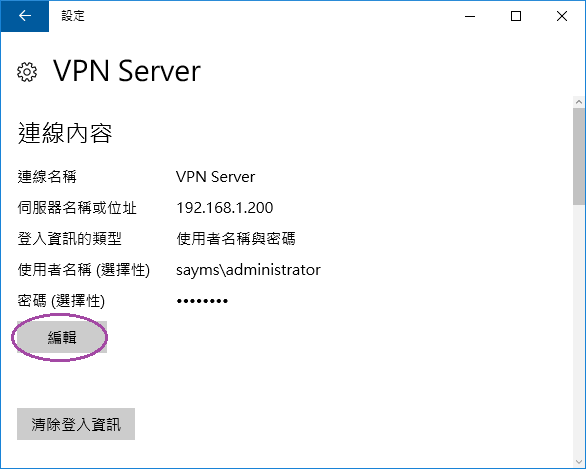 設定
VPN Server
連線內容
連線名稱 VPN Server
伺服器名稱或位址 192.168.1.200
登入資訊的類型 使用者名稱與密碼
使用者名稱 (選擇性) sayms\administrator
密碼 (選擇性) ••••••••
編輯
清除登入資訊